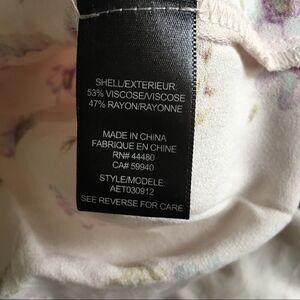 SHELL/EXTERIEUR:
53% VISCOSE/VISCOSE
47% RAYON/RAYONNE
MADE IN CHINA
FABRIQUE EN CHINE
RN# 44480
CA# 59940
STYLE/MODELE:
AET030912
SEE REVERSE FOR CARE